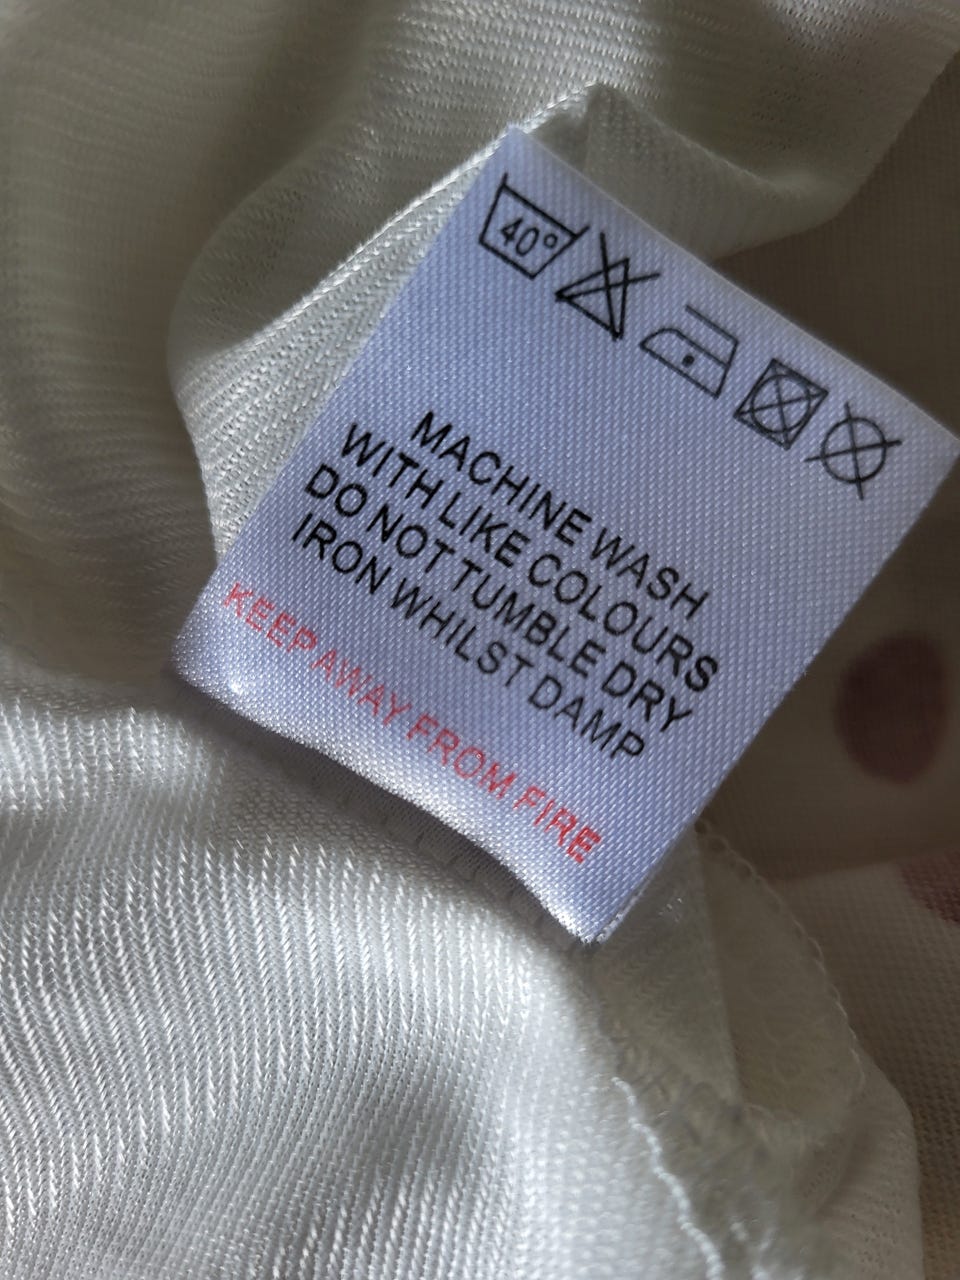 40°
MACHINE WASH
WITH LIKE COLOURS
DO NOT TUMBLE DRY
IRON WHILST DAMP
KEEP AWAY FROM FIRE